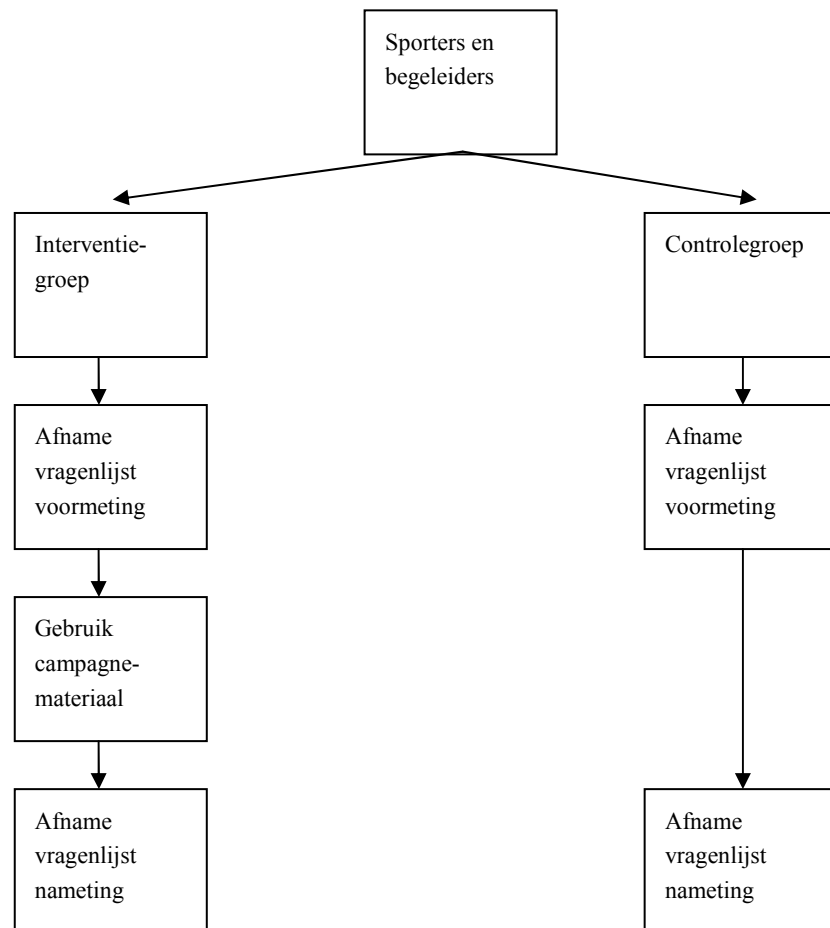 Sporters en
begeleiders
Interventie-
groep
Controlegroep
Afname
vragenlijst
voormeting
Afname
vragenlijst
voormeting
Gebruik
campagne-
materiaal
Afname
vragenlijst
nameting
Afname
vragenlijst
nameting